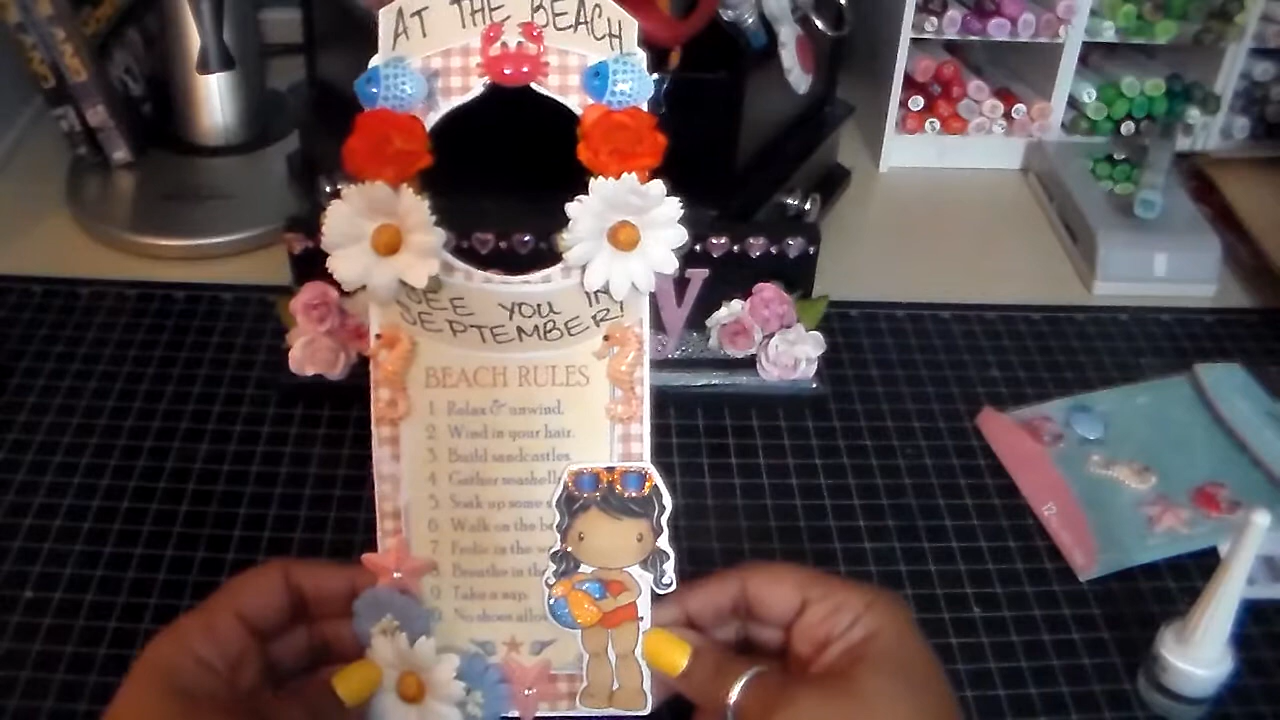 AT THE BEACH
SEE YOU IN
SEPTEMBER!
BEACH RULES
1. Relax & unwind.
2. Wind in your hair.
3. Build sandcastles.
4. Gather seashells
5. Soak up some
6. Walk on the
7. Frolic in the
8. Breathe in the
9. Take a nap.
10. No shoes
V
12